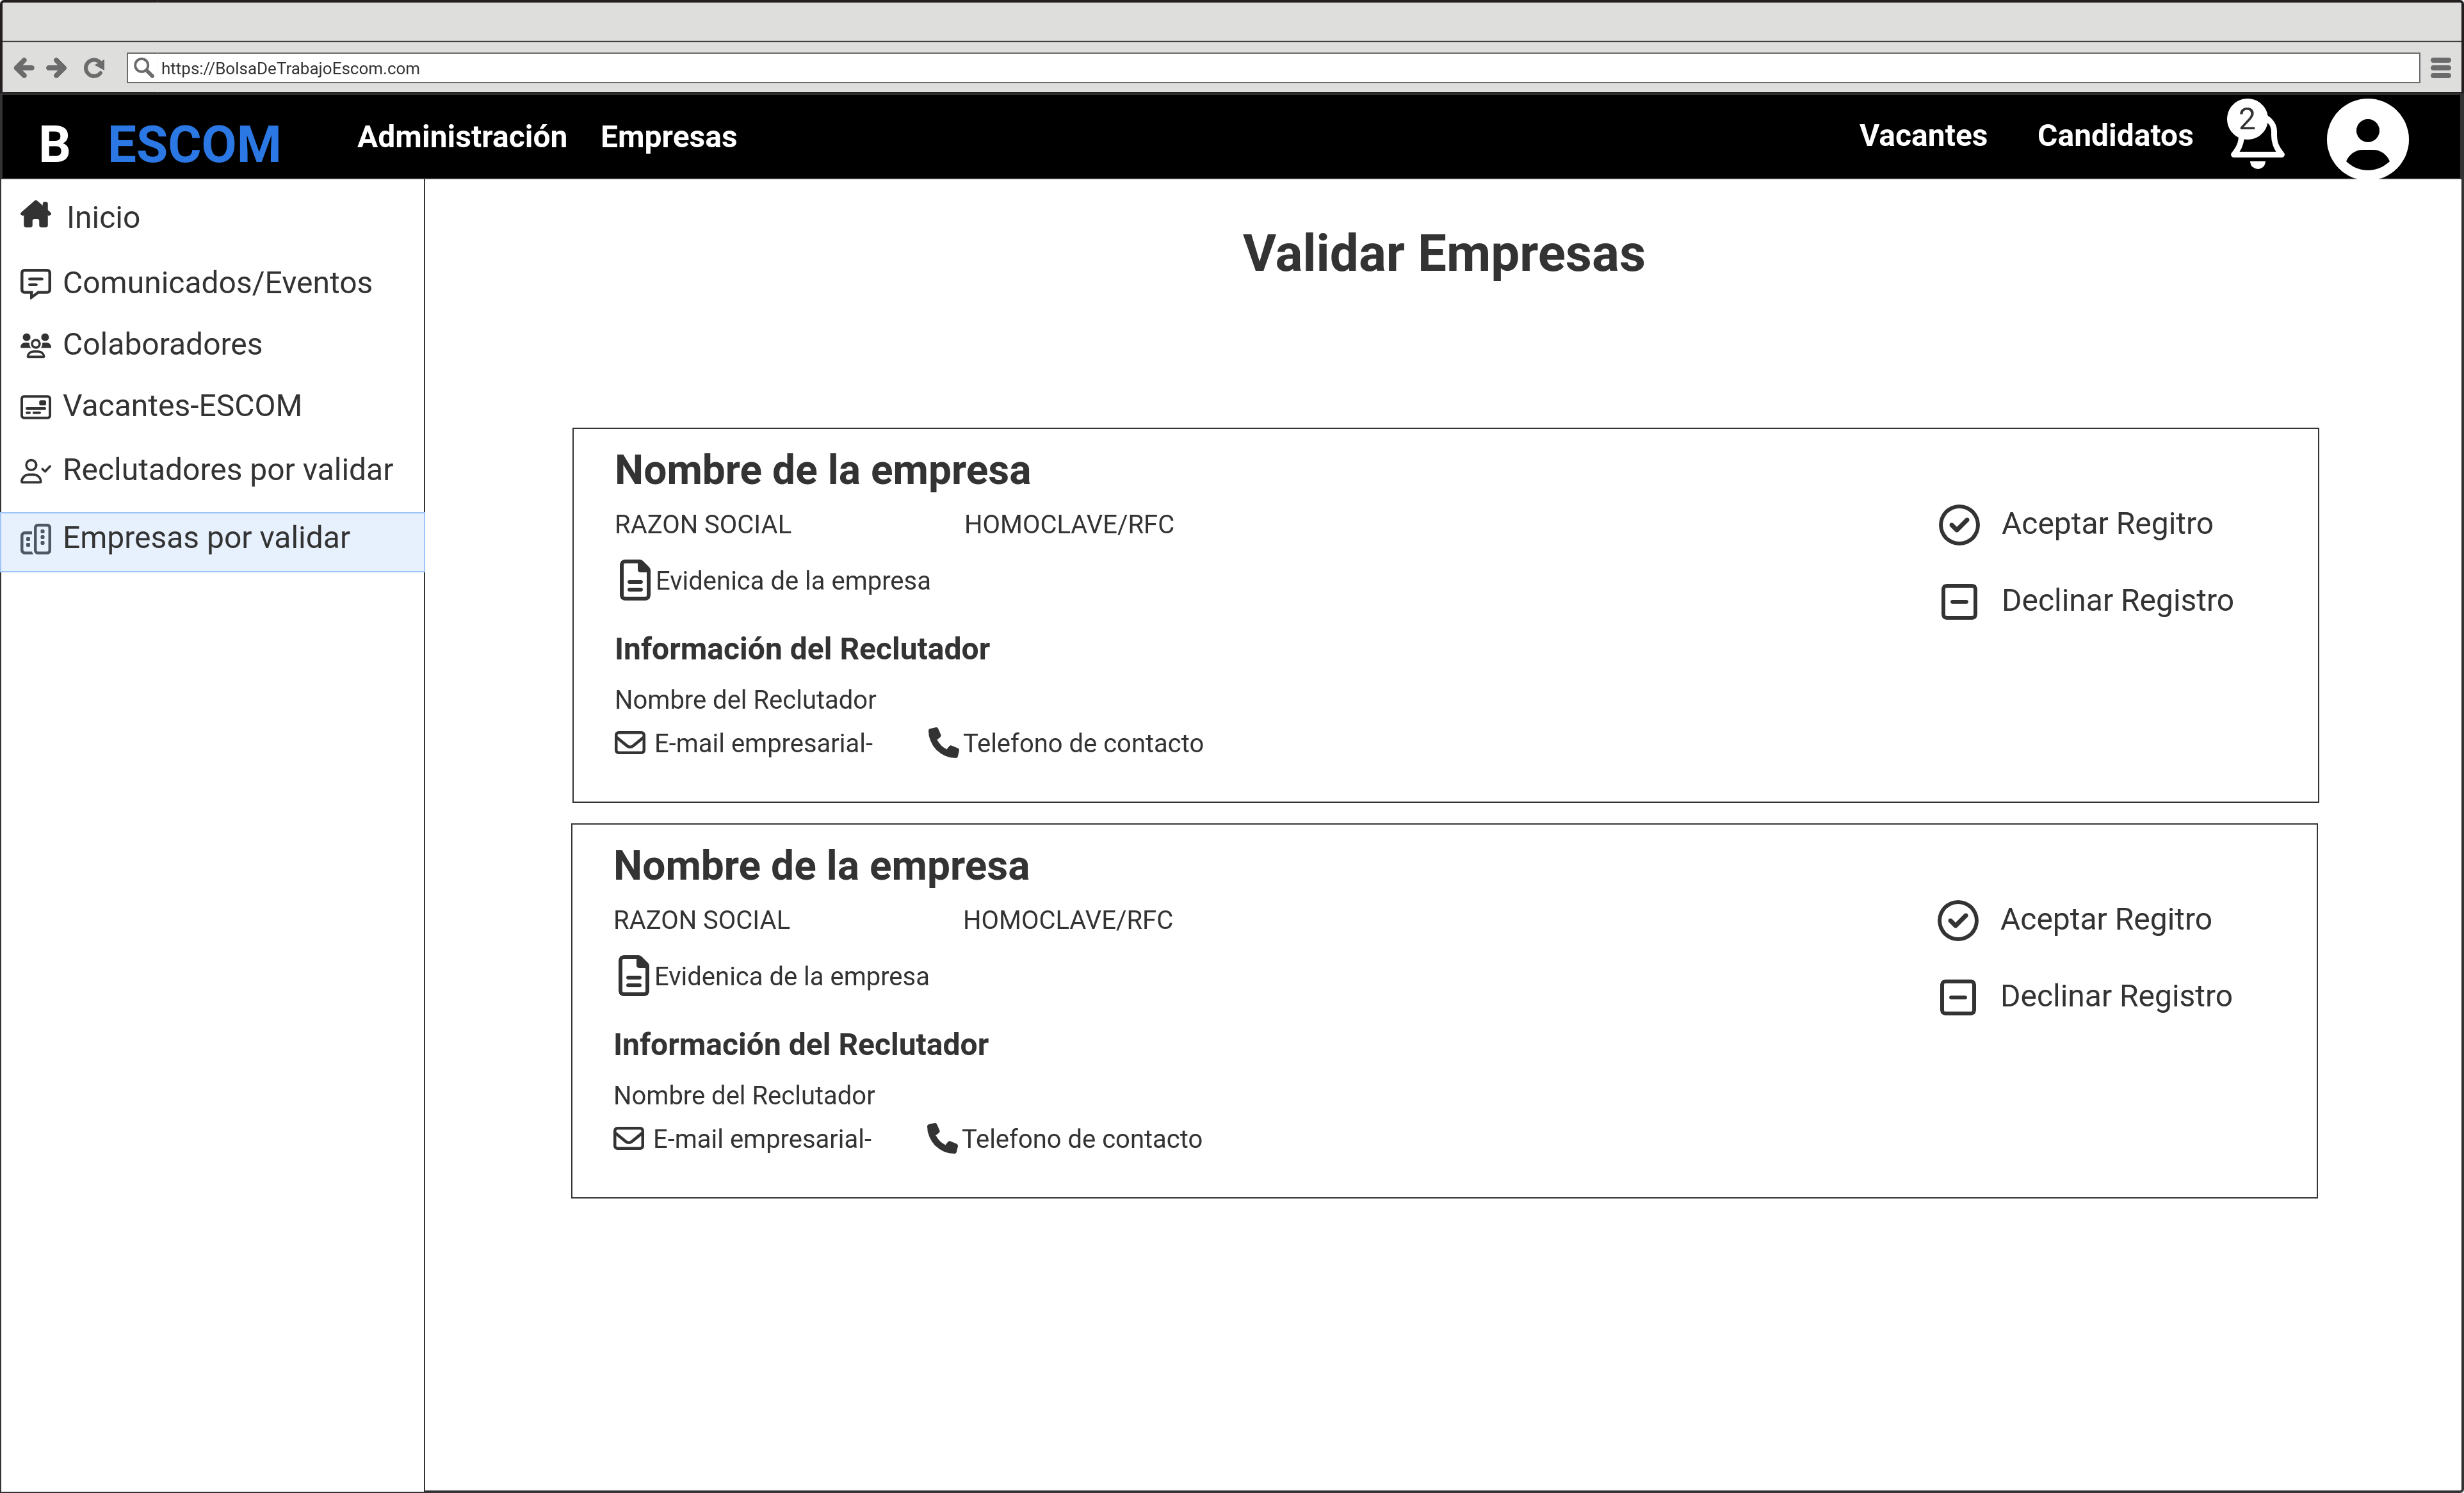 https://BolsaDeTrabajoEscom.com
B ESCOM Administración Empresas Vacantes Candidatos 2
Inicio
Comunicados/Eventos
Colaboradores
Vacantes-ESCOM
Reclutadores por validar
Empresas por validar
Validar Empresas
Nombre de la empresa
RAZON SOCIAL HOMOCLAVE/RFC
Aceptar Regitro
Evidenica de la empresa
Declinar Registro
Información del Reclutador
Nombre del Reclutador
E-mail empresarial- Telefono de contacto
Nombre de la empresa
RAZON SOCIAL HOMOCLAVE/RFC
Aceptar Regitro
Evidenica de la empresa
Declinar Registro
Información del Reclutador
Nombre del Reclutador
E-mail empresarial- Telefono de contacto